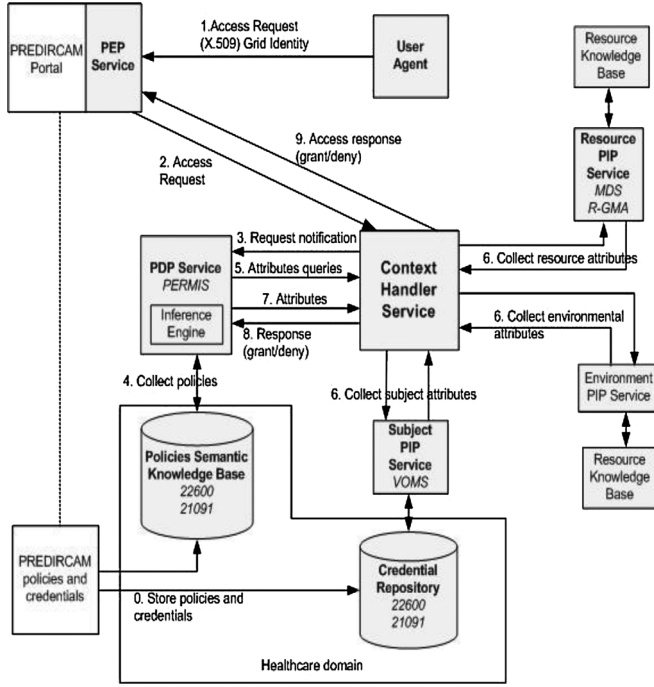 PREDIRCAM
Portal
PEP
Service
1.Access Request
(X.509) Grid Identity
User
Agent
Resource
Knowledge
Base
9. Access response
(grant/deny)
2. Access
Request
Resource
PIP
Service
MDS
R-GMA
3. Request notification
PDP Service
PERMIS
5. Attributes queries
7. Attributes
Inference
Engine
8. Response
(grant/deny)
Context
Handler
Service
6. Collect resource attributes
6. Collect environmental
attributes
4. Collect policies
6. Collect subject attributes
Environment
PIP Service
Policies Semantic
Knowledge Base
22600
21091
Subject
PIP
Service
VOMS
Resource
Knowledge
Base
PREDIRCAM
policies and
credentials
0. Store policies and
credentials
Credential
Repository
22600
21091
Healthcare domain